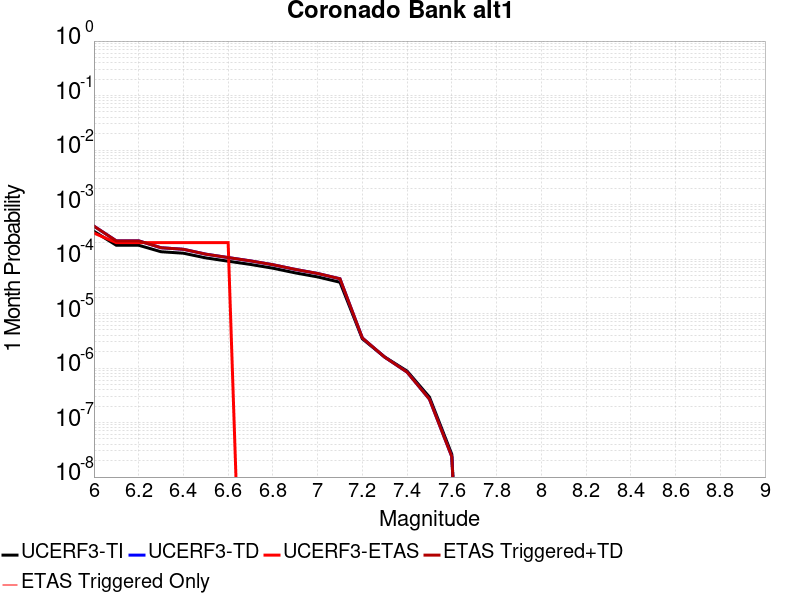 Coronado Bank alt1
10 0
10 -1
10 -2
10 -3
10 -4
10 -5
10 -6
10 -7
10 -8
1 Month Probability
6 6.2 6.4 6.6 6.8 7 7.2 7.4 7.6 7.8 8 8.2 8.4 8.6 8.8 9
Magnitude
UCERF3-TI UCERF3-TD UCERF3-ETAS ETAS Triggered+TD
ETAS Triggered Only